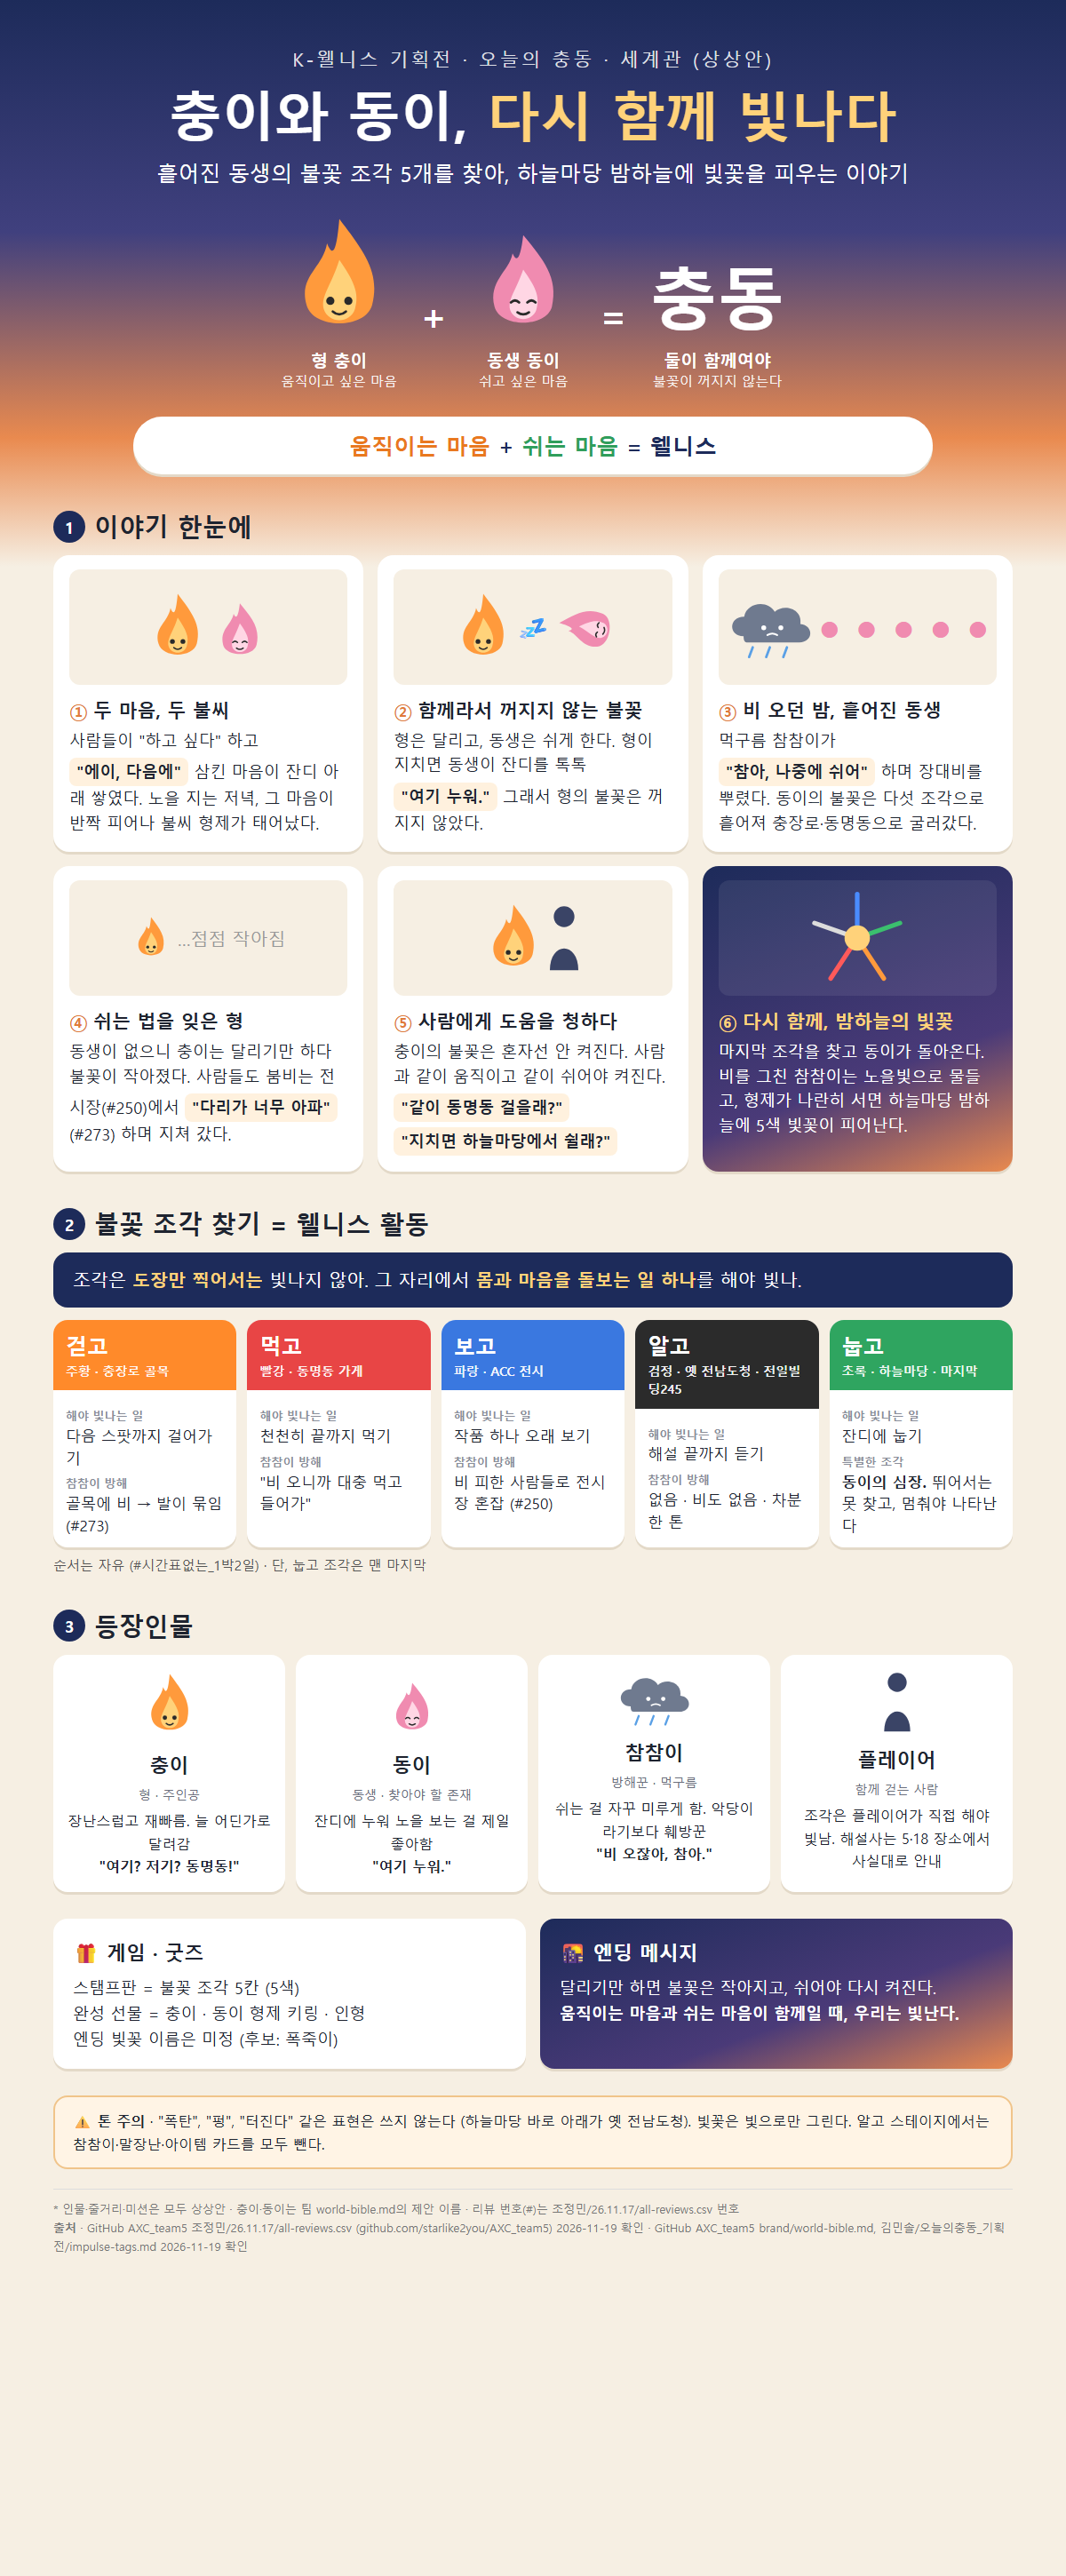 K-웰니스 기획전 · 오늘의 충동 · 세계관 (상상안)
충이와 동이, 다시 함께 빛나다
흩어진 동생의 불꽃 조각 5개를 찾아, 하늘마당 밤하늘에 빛꽃을 피우는 이야기
+
=
충동
형 충이
움직이고 싶은 마음
동생 동이
쉬고 싶은 마음
둘이 함께여야
불꽃이 꺼지지 않는다
움직이는 마음 + 쉬는 마음 = 웰니스
1 이야기 한눈에
① 두 마음, 두 불씨
사람들이 "하고 싶다" 하고
"에이, 다음에" 삼킨 마음이 잔디 아
래 쌓였다. 노을 지는 저녁, 그 마음이
반짝 피어나 불씨 형제가 태어났다.
💤
② 함께라서 꺼지지 않는 불꽃
형은 달리고, 동생은 쉬게 한다. 형이
지치면 동생이 잔디를 톡톡
"여기 누워." 그래서 형의 불꽃은 꺼
지지 않았다.
③ 비 오던 밤, 흩어진 동생
먹구름 참참이가
"참아, 나중에 쉬어" 하며 장대비를
뿌렸다. 동이의 불꽃은 다섯 조각으로
흩어져 충장로·동명동으로 굴러갔다.
...점점 작아짐
④ 쉬는 법을 잊은 형
동생이 없으니 충이는 달리기만 하다
불꽃이 작아졌다. 사람들도 붐비는 전
시장(#250)에서 "다리가 너무 아파"
(#273) 하며 지쳐 갔다.
⑤ 사람에게 도움을 청하다
충이의 불꽃은 혼자선 안 켜진다. 사람
과 같이 움직이고 같이 쉬어야 켜진다.
"같이 동명동 걸을래?"
"지치면 하늘마당에서 쉴래?"
⑥ 다시 함께, 밤하늘의 빛꽃
마지막 조각을 찾고 동이가 돌아온다.
비를 그친 참참이는 노을빛으로 물들
고, 형제가 나란히 서면 하늘마당 밤하
늘에 5색 빛꽃이 피어난다.
2 불꽃 조각 찾기 = 웰니스 활동
조각은 도장만 찍어서는 빛나지 않아. 그 자리에서 몸과 마음을 돌보는 일 하나를 해야 빛나.
걷고
주황 · 충장로 골목
해야 빛나는 일
다음 스팟까지 걸어가
기
참참이 방해
골목에 비 → 발이 묶임
(#273)
먹고
빨강 · 동명동 가게
해야 빛나는 일
천천히 끝까지 먹기
참참이 방해
"비 오니까 대충 먹고
들어가"
보고
파랑 · ACC 전시
해야 빛나는 일
작품 하나 오래 보기
참참이 방해
비 피한 사람들로 전시
장 혼잡 (#250)
알고
검정 · 옛 전남도청 · 전일빌
딩245
해야 빛나는 일
해설 끝까지 듣기
참참이 방해
없음 · 비도 없음 · 차분
한 톤
눕고
초록 · 하늘마당 · 마지막
해야 빛나는 일
잔디에 눕기
특별한 조각
동이의 심장. 뛰어서는
못 찾고, 멈춰야 나타난
다
순서는 자유 (#시간표없는_1박2일) · 단, 눕고 조각은 맨 마지막
3 등장인물
충이
형 · 주인공
장난스럽고 재빠름. 늘 어딘가로
달려감
"여기? 저기? 동명동!"
동이
동생 · 찾아야 할 존재
잔디에 누워 노을 보는 걸 제일
좋아함
"여기 누워."
참참이
방해꾼 · 먹구름
쉬는 걸 자꾸 미루게 함. 악당이
라기보다 훼방꾼
"비 오잖아, 참아."
플레이어
함께 걷는 사람
조각은 플레이어가 직접 해야
빛남. 해설사는 5·18 장소에서
사실대로 안내
🎁 게임 · 굿즈
스탬프판 = 불꽃 조각 5칸 (5색)
완성 선물 = 충이 · 동이 형제 키링 · 인형
엔딩 빛꽃 이름은 미정 (후보: 폭죽이)
🎇 엔딩 메시지
달리기만 하면 불꽃은 작아지고, 쉬어야 다시 켜진다.
움직이는 마음과 쉬는 마음이 함께일 때, 우리는 빛난다.
⚠️ 톤 주의 · "폭탄", "펑", "터진다" 같은 표현은 쓰지 않는다 (하늘마당 바로 아래가 옛 전남도청). 빛꽃은 빛으로만 그린다. 알고 스테이지에서는
참참이·말장난·아이템 카드를 모두 뺀다.
* 인물·줄거리·미션은 모두 상상안 · 충이·동이는 팀 world-bible.md의 제안 이름 · 리뷰 번호(#)는 조정민/26.11.17/all-reviews.csv 번호
출처 · GitHub AXC_team5 조정민/26.11.17/all-reviews.csv (github.com/starlike2you/AXC_team5) 2026-11-19 확인 · GitHub AXC_team5 brand/world-bible.md, 김민솔/오늘의충동_기획
전/impulse-tags.md 2026-11-19 확인